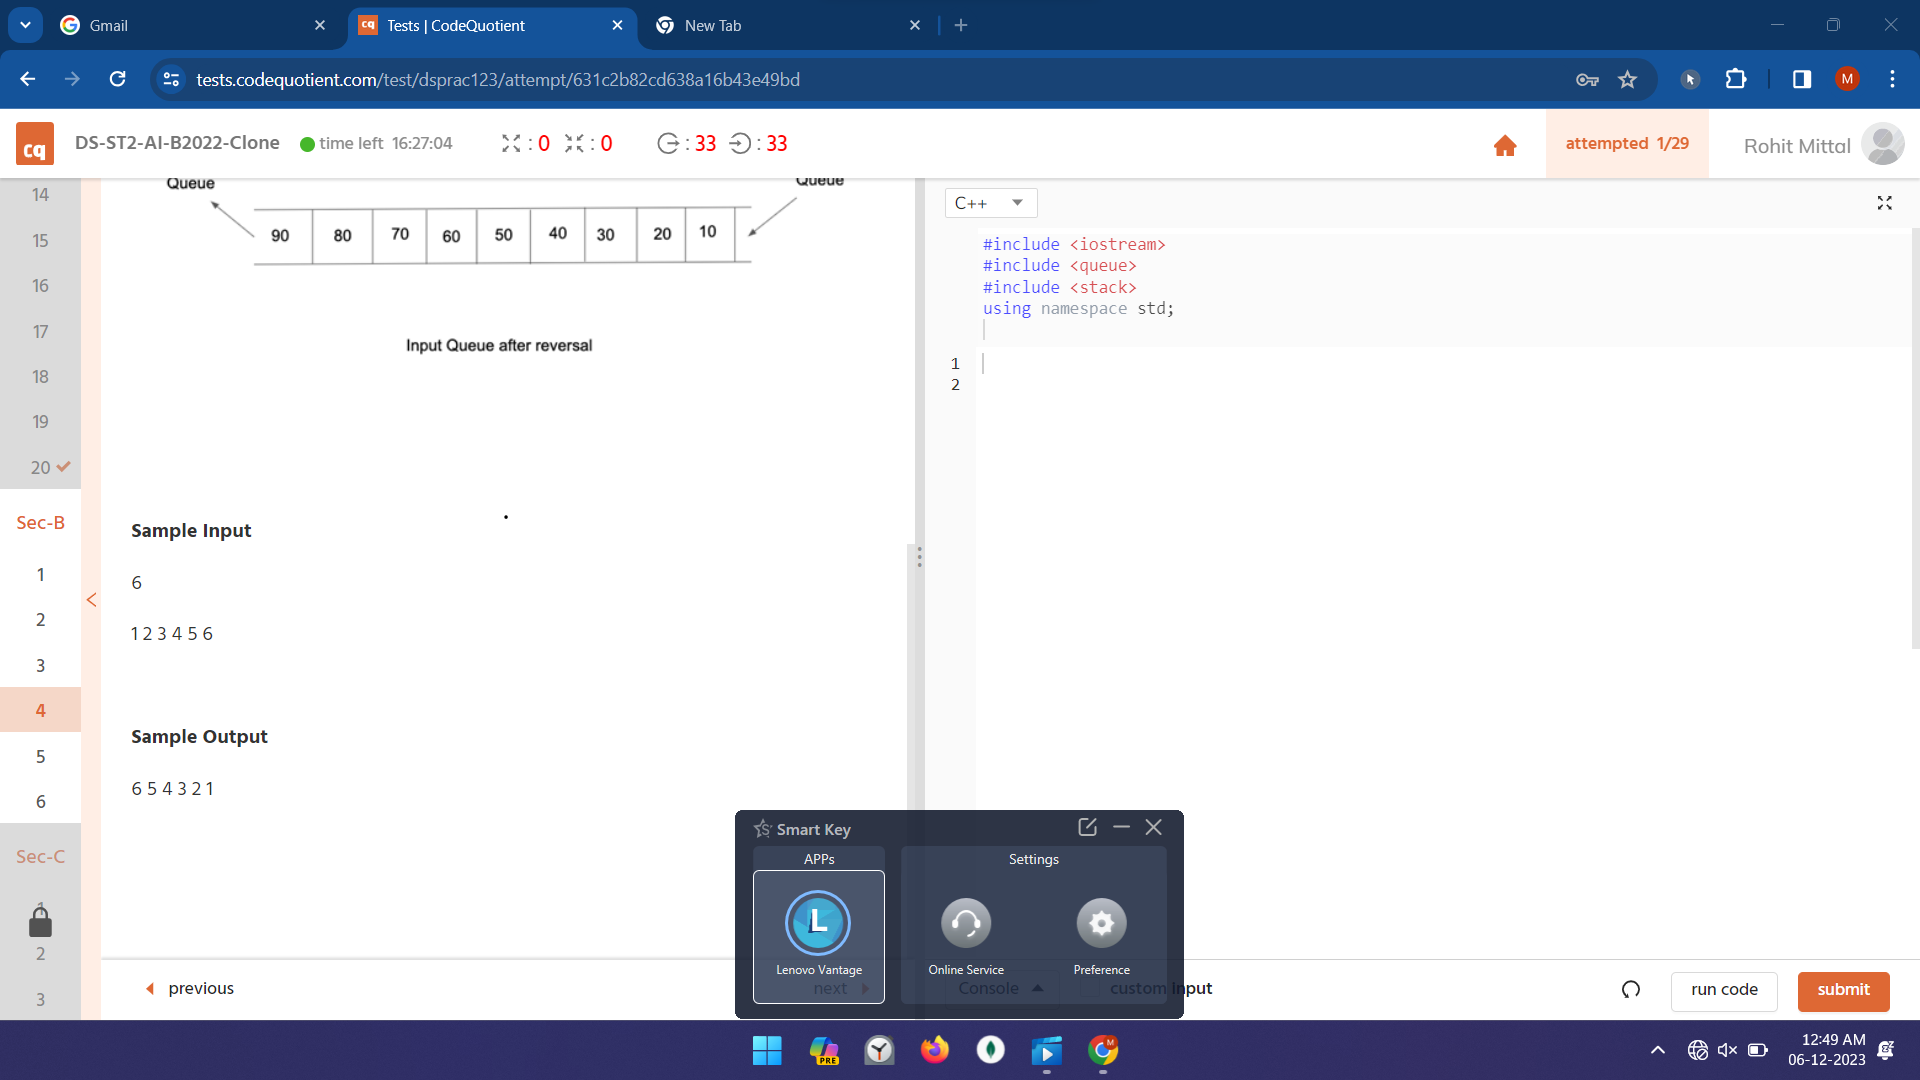 Gmail
Tests | CodeQuotient
New Tab
tests.codequotient.com/test/dsprac123/attempt/631c2b82cd638a16b43e49bd
M
cq
DS-ST2-AI-B2022-Clone
time left 16:27:04
: 0
: 0
: 33
: 33
attempted 1/29
Rohit Mittal
14
15
16
17
18
19
20
Sec-B
1
2
3
4
5
6
Sec-C
1
2
3
Queue
Queue
90 80 70 60 50 40 30 20 10
Input Queue after reversal
Sample Input
6
1 2 3 4 5 6
Sample Output
6 5 4 3 2 1
previous
next
C++
#include <iostream>
#include <queue>
#include <stack>
using namespace std;
1
2
Smart Key
APPs
Settings
L
Lenovo Vantage
Online Service
Preference
Console
custom input
run code
submit
PRE
M
12:49 AM
06-12-2023